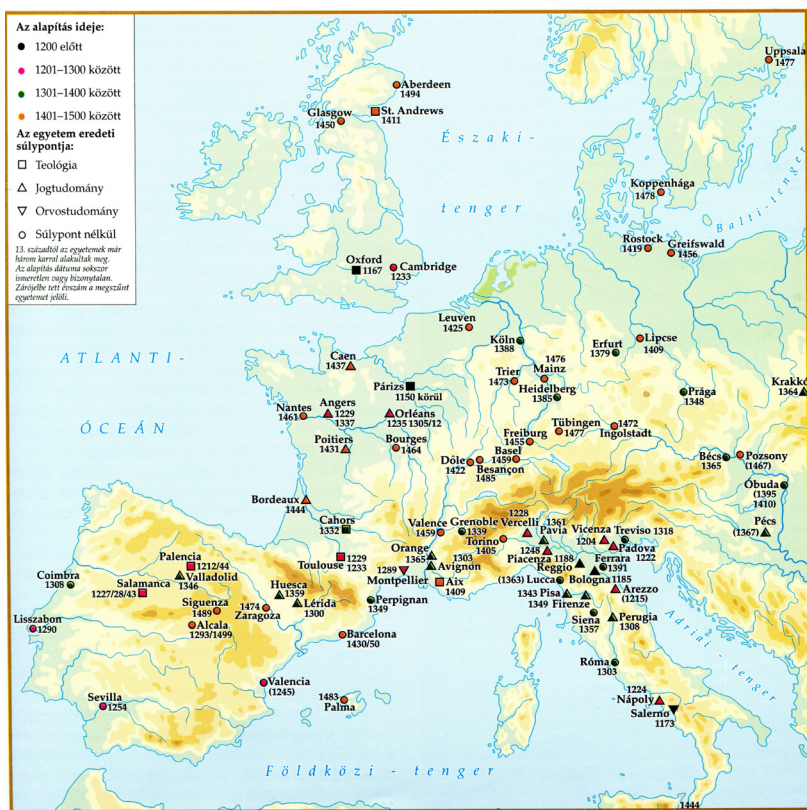 Az alapítás ideje:
1200 előtt
1201–1300 között
1301–1400 között
1401–1500 között
Az egyetem eredeti
súlypontja:
Teológia
Jogtudomány
Orvostudomány
Súlypont nélkül
13. századtól az egyetemek már
három karral alakultak meg.
Az alapítás dátuma sokszor
ismeretlen vagy bizonytalan.
Zárójelbe tett évszám a megszűnt
egyetemet jelöli.
Uppsala
1477
Aberdeen
1494
St. Andrews
1411
Glasgow
1450
Északi-
tenger
Koppenhága
1478
Balti-tenger
Rostock
1419
Greifswald
1456
Oxford
1167
Cambridge
1233
Leuven
1425
Köln
1388
Erfurt
1379
Lipcse
1409
ATLANTI-
ÓCEÁN
Caen
1437
Párizs
1150 körül
Trier
1473
1476
Mainz
Heidelberg
1385
Prága
1348
Krakkó
1364
Nantes
1461
Angers
1229
1337
Orléans
1235 1305/12
Poitiers
1431
Bourges
1464
Freiburg
1455
Tübingen
1477
1472
Ingolstadt
Dôle
1422
Besançon
1485
Basel
1459
Bécs
1365
Pozsony
(1467)
Óbuda
(1395
1410)
Pécs
(1367)
Bordeaux
1444
Cahors
1332
Valence
1459
Grenoble
1339
1228
Vercelli
1361
Pavia
Torino
1405
1248
Piacenza
Vicenza
1204
Treviso 1318
Padova
1222
1188
Reggio
Ferrara
1391
Bologna
1185
Toulouse
1229
1233
Orange
1365
1303
Avignon
1289
Montpellier
Aix
1409
(1363) Lucca
1343 Pisa
1349 Firenze
Arezzo
(1215)
Siena
1357
Perugia
1308
Adriai-tenger
Róma
1303
1224
Nápoly
Salerno
1173
Palencia
1212/44
Valladolid
1346
Coimbra
1308
Salamanca
1227/28/43
Siguenza
1489
Alcala
1293/1499
1474
Zaragoza
Huesca
1359
Lérida
1300
Perpignan
1349
Lisszabon
1290
Barcelona
1430/50
Valencia
(1245)
1483
Palma
Sevilla
1254
Földközi - tenger
1444